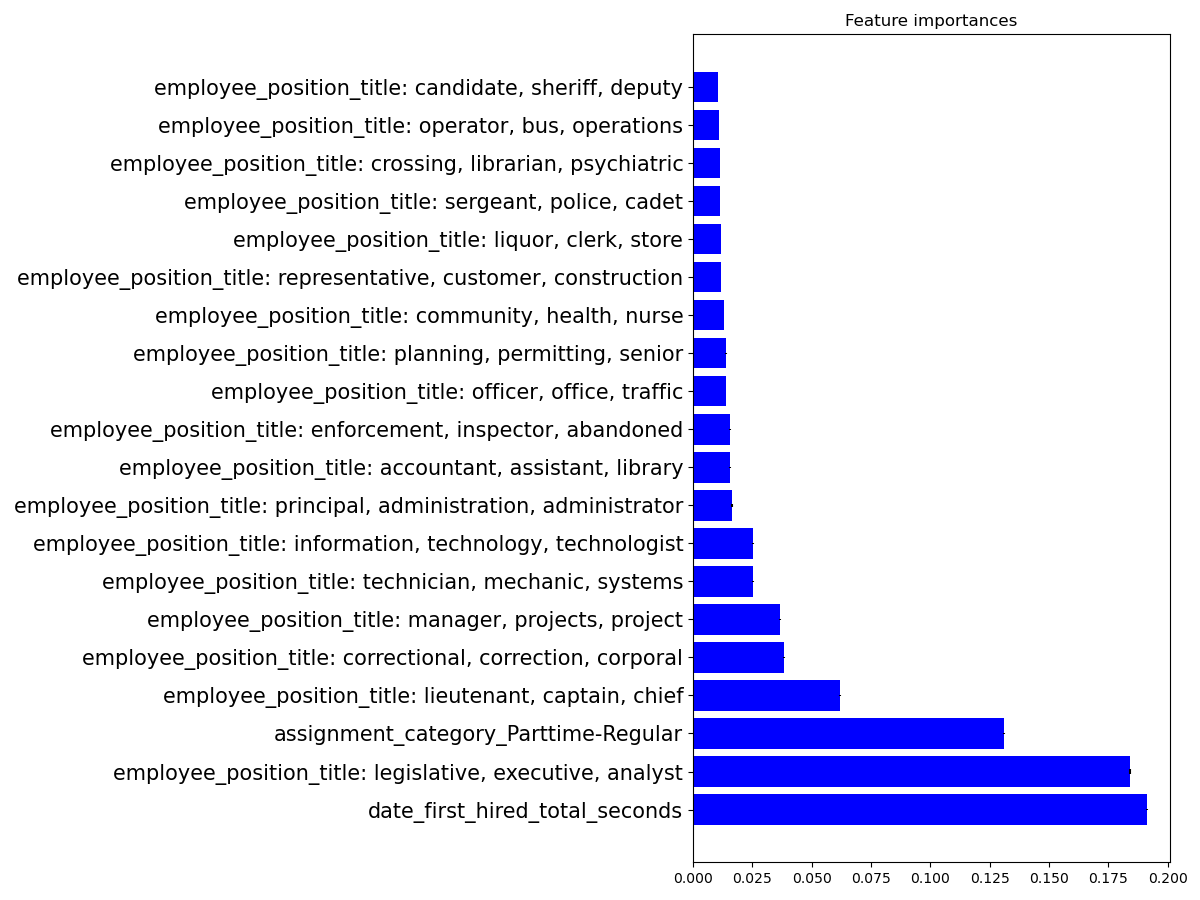 Feature importances
employee_position_title: candidate, sheriff, deputy
employee_position_title: operator, bus, operations
employee_position_title: crossing, librarian, psychiatric
employee_position_title: sergeant, police, cadet
employee_position_title: liquor, clerk, store
employee_position_title: representative, customer, construction
employee_position_title: community, health, nurse
employee_position_title: planning, permitting, senior
employee_position_title: officer, office, traffic
employee_position_title: enforcement, inspector, abandoned
employee_position_title: accountant, assistant, library
employee_position_title: principal, administration, administrator
employee_position_title: information, technology, technologist
employee_position_title: technician, mechanic, systems
employee_position_title: manager, projects, project
employee_position_title: correctional, correction, corporal
employee_position_title: lieutenant, captain, chief
assignment_category_Parttime-Regular
employee_position_title: legislative, executive, analyst
date_first_hired_total_seconds
0.000 0.025 0.050 0.075 0.100 0.125 0.150 0.175 0.200